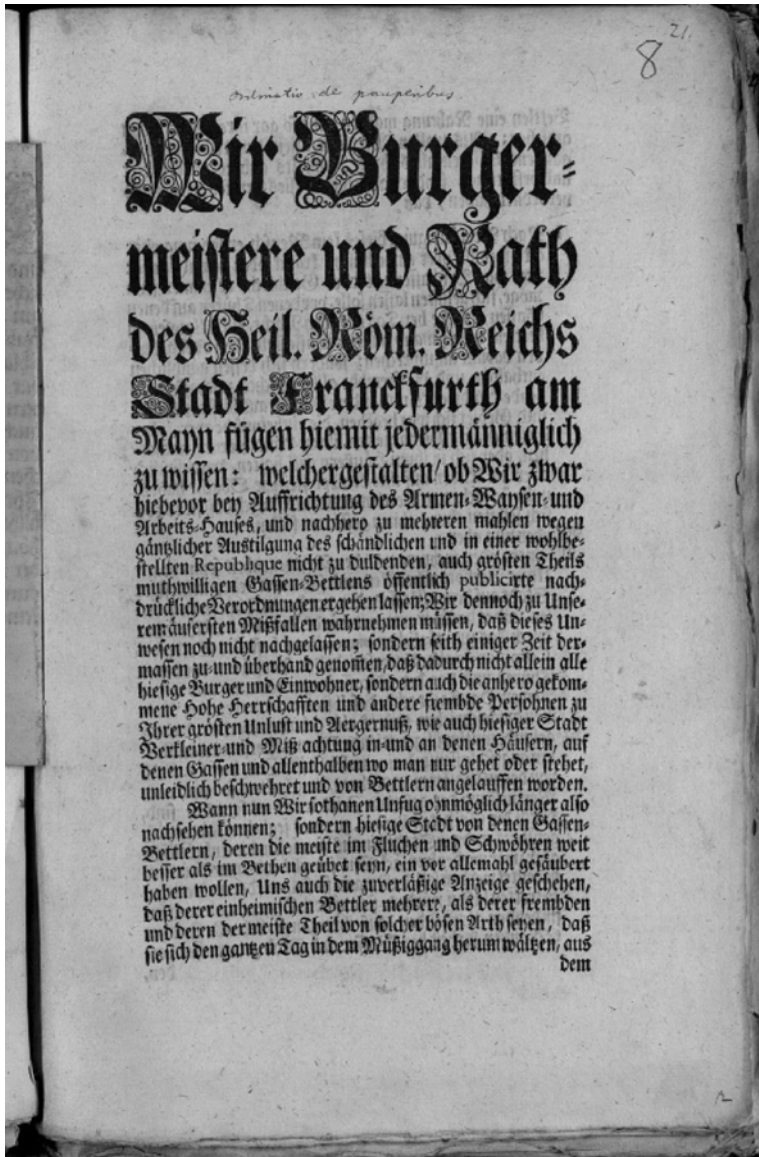 21.
8
ordinatio de pauperibus
Wir Burger-
meistere und Rath
des Heil. Röm. Reichs
Stadt Franckfurth am
Mayn fügen hiemit jedermänniglich
zu wissen: welchergestalten/ ob Wir zwar
hiebevor bey Auffrichtung des Armen-Waysen- und
Arbeits-Hauses, und nachhero zu mehreren mahlen wegen
gäntzlicher Austilgung des schändlichen und in einer wohlbe-
stellten Republique nicht zu duldenden, auch grösten Theils
muthwilligen Gassen-Bettlens öffentlich publicirte nach-
drückliche Verordnungen ergehen lassen; Wir dennoch zu Unse-
rem äusersten Mißfallen wahrnehmen müssen, daß dieses Un-
wesen noch nicht nachgelassen; sondern seith einiger Zeit der-
massen zu- und überhand genom̄en, daß dadurch nicht allein alle
hiesige Burger und Einwohner, sondern auch die anhero gekom-
mene Hohe Herrschafften und andere frembde Persohnen zu
Ihrer grösten Unlust und Aergernuß, wie auch hiesiger Stadt
Verkleiner- und Miß achtung in- und an denen Häusern, auf
denen Gassen und allenthalben wo man nur gehet oder stehet,
unleidlich beschwehret und von Bettlern angelauffen worden.
Wann nun Wir sothanen Unfug ohnmöglich länger also
nachsehen können; sondern hiesige Stadt von denen Gassen-
Bettlern, deren die meiste im Fluchen und Schwöhren weit
besser als im Bethen geübet seyn, ein vor allemahl gesäubert
haben wollen, Uns auch die zuverläßige Anzeige geschehen,
daß derer einheimischen Bettler mehrere, als derer frembden
und deren der meiste Theil von solcher bösen Arth seyen, daß
sie sich den gantzen Tag in dem Müßiggang herum wältzen, aus
dem